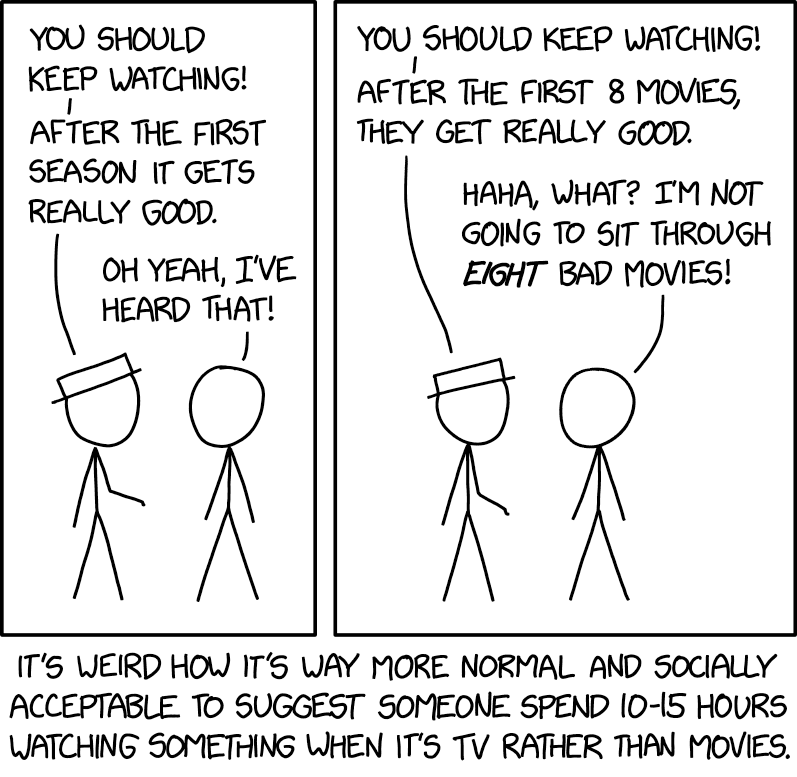 YOU SHOULD
KEEP WATCHING!
AFTER THE FIRST
SEASON IT GETS
REALLY GOOD.
OH YEAH, I'VE
HEARD THAT!
YOU SHOULD KEEP WATCHING!
AFTER THE FIRST 8 MOVIES,
THEY GET REALLY GOOD.
HAHA, WHAT? I'M NOT
GOING TO SIT THROUGH
EIGHT BAD MOVIES!
IT'S WEIRD HOW IT'S WAY MORE NORMAL AND SOCIALLY
ACCEPTABLE TO SUGGEST SOMEONE SPEND 10-15 HOURS
WATCHING SOMETHING WHEN IT'S TV RATHER THAN MOVIES.